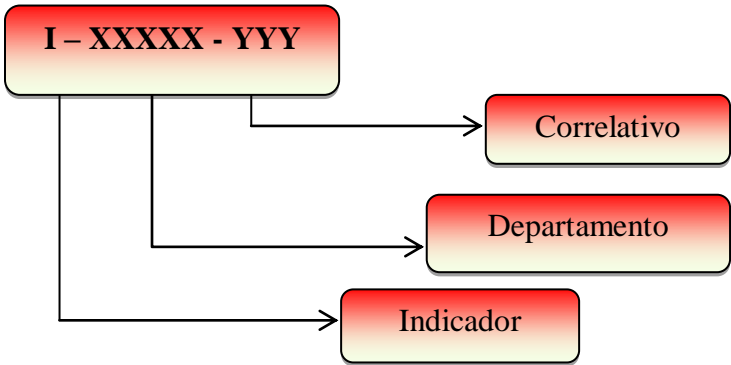 I – XXXXX - YYY
Correlativo
Departamento
Indicador